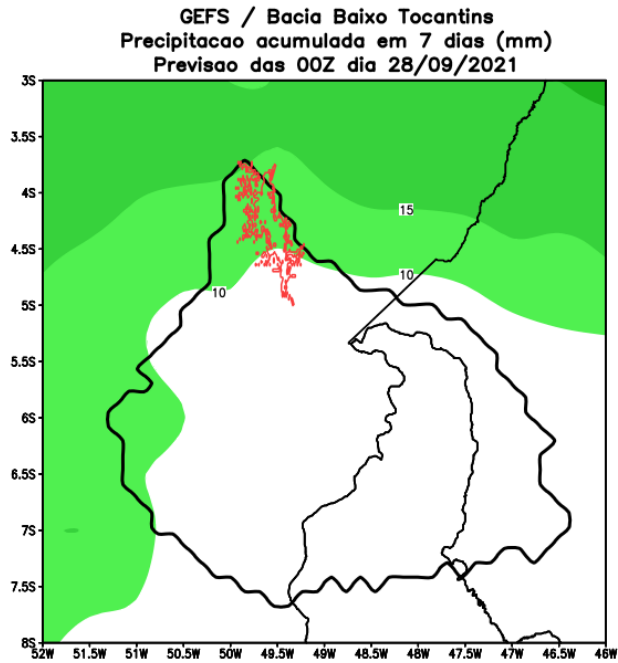 GEFS / Bacia Baixo Tocantins
Precipitacao acumulada em 7 dias (mm)
Previsao das 00Z dia 28/09/2021
3S
3.5S
4S
15
4.5S
10
10
5S
5.5S
6S
6.5S
7S
7.5S
8S
52W 51.5W 51W 50.5W 50W 49.5W 49W 48.5W 48W 47.5W 47W 46.5W 46W